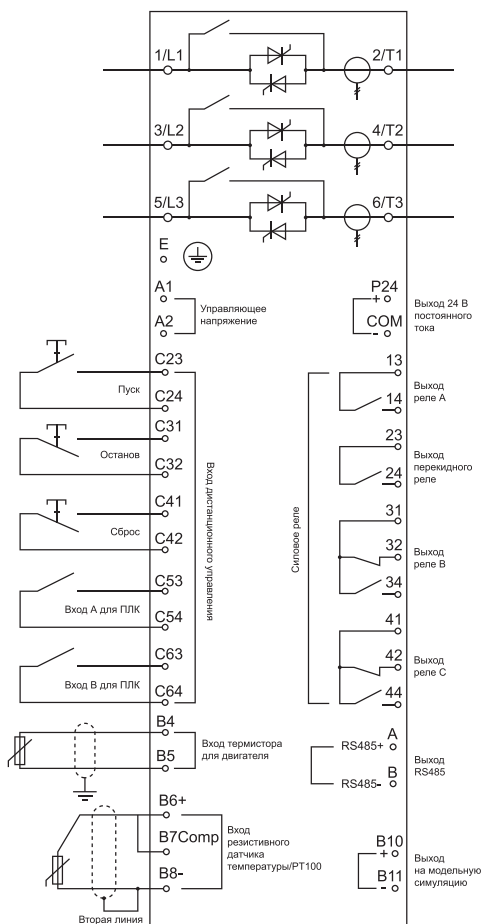 1/L1
2/T1
3/L2
4/T2
5/L3
6/T3
E
A1
A2
Управляющее
напряжение
P24
+
COM
-
Выход 24 В
постоянного
тока
C23
Пуск
C24
C31
Останов
C32
C41
Сброс
C42
C53
Вход А для ПЛК
C54
C63
Вход В для ПЛК
C64
Вход дистанционного управления
Силовое реле
13
14
Выход
реле А
23
24
Выход
перекидного
реле
31
32
34
Выход
реле В
41
42
44
Выход
реле С
B4
B5
Вход термистора
для двигателя
A
RS485+
B
RS485-
Выход
RS485
B6+
B7Comp
B8-
Вход
резистивного
датчика
температуры/PT100
Вторая линия
B10
+
B11
-
Выход
на модельную
симуляцию